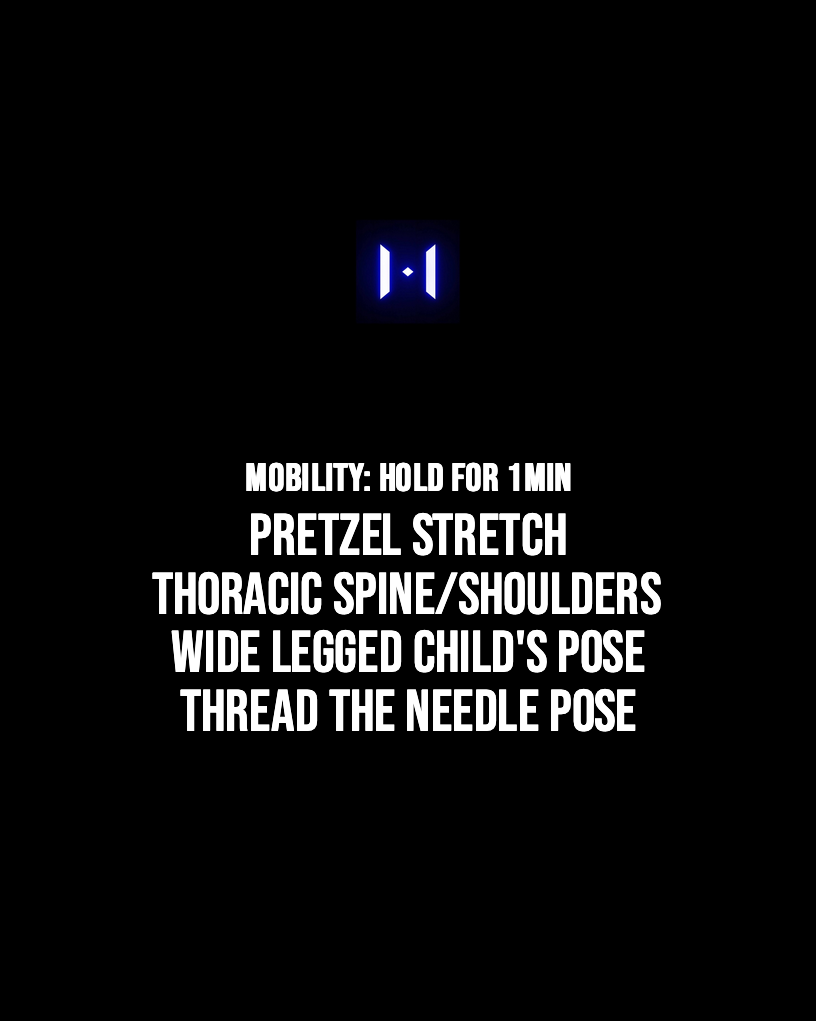 MOBILITY: HOLD FOR 1MIN
PRETZEL STRETCH
THORACIC SPINE/SHOULDERS
WIDE LEGGED CHILD'S POSE
THREAD THE NEEDLE POSE